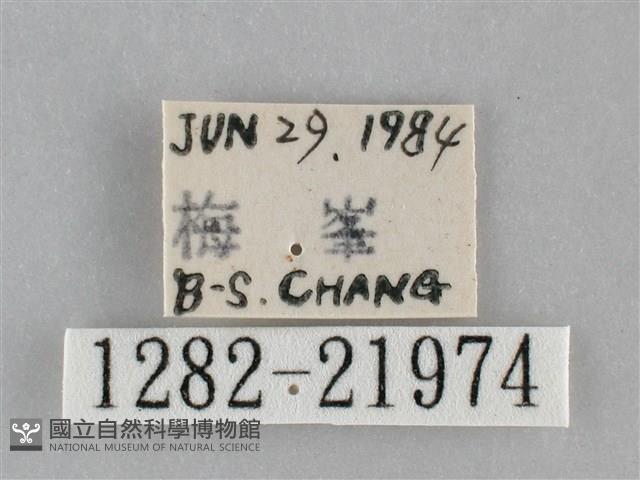 JUN 29. 1984
梅 峯
B-S. CHANG
1282-21974
國立自然科學博物館
NATIONAL MUSEUM OF NATURAL SCIENCE